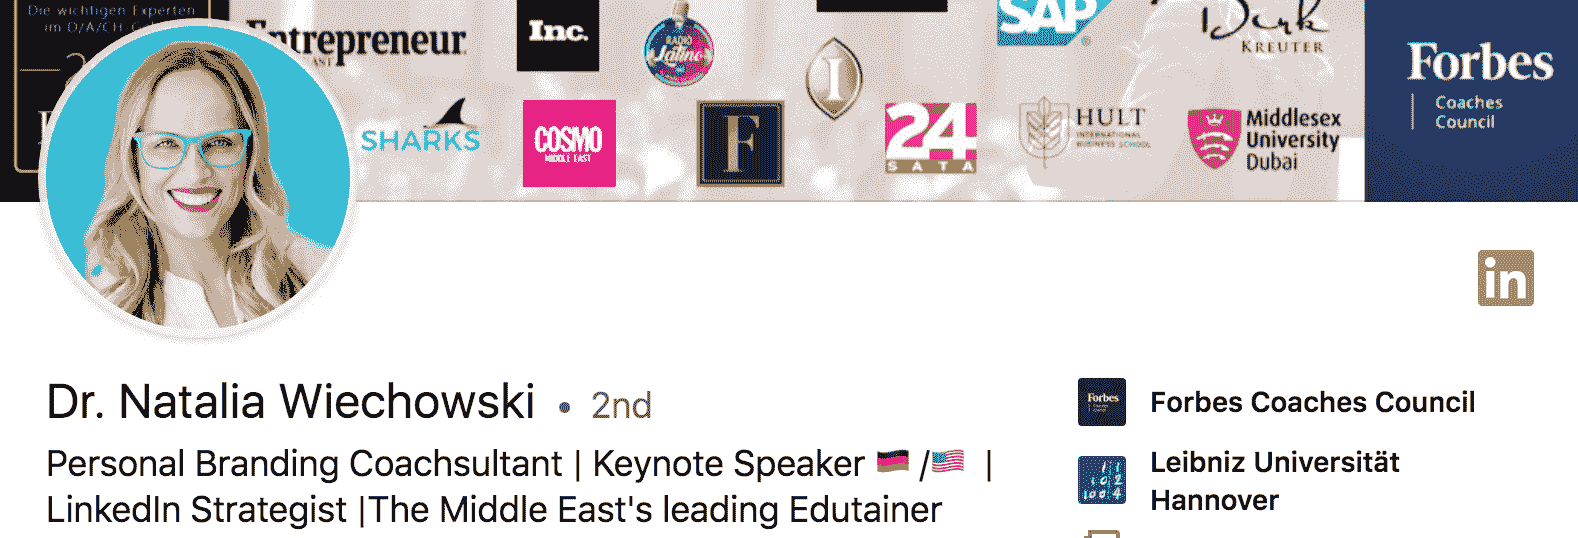 Die wichtigen Experten
im D/A/CH
Entrepreneur
Inc.
RADIO
Latina
SAP
Dirk
KREUTER
Forbes
Coaches
Council
SHARKS
COSMO
MIDDLE EAST
F
I
24
SATA
HULT
INTERNATIONAL
BUSINESS SCHOOL
Middlesex
University
Dubai
in
Dr. Natalia Wiechowski • 2nd
Personal Branding Coachsultant | Keynote Speaker 🇩🇪 /🇺🇸 |
LinkedIn Strategist |The Middle East's leading Edutainer
Forbes
Forbes Coaches Council
Leibniz Universität
Hannover